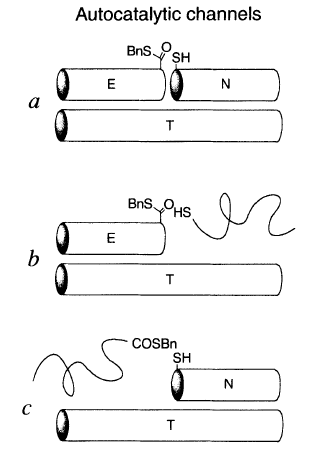 Autocatalytic channels
BnS O
SH
E N
a
T
BnS O HS
E
b
T
COSBn
SH
N
c
T